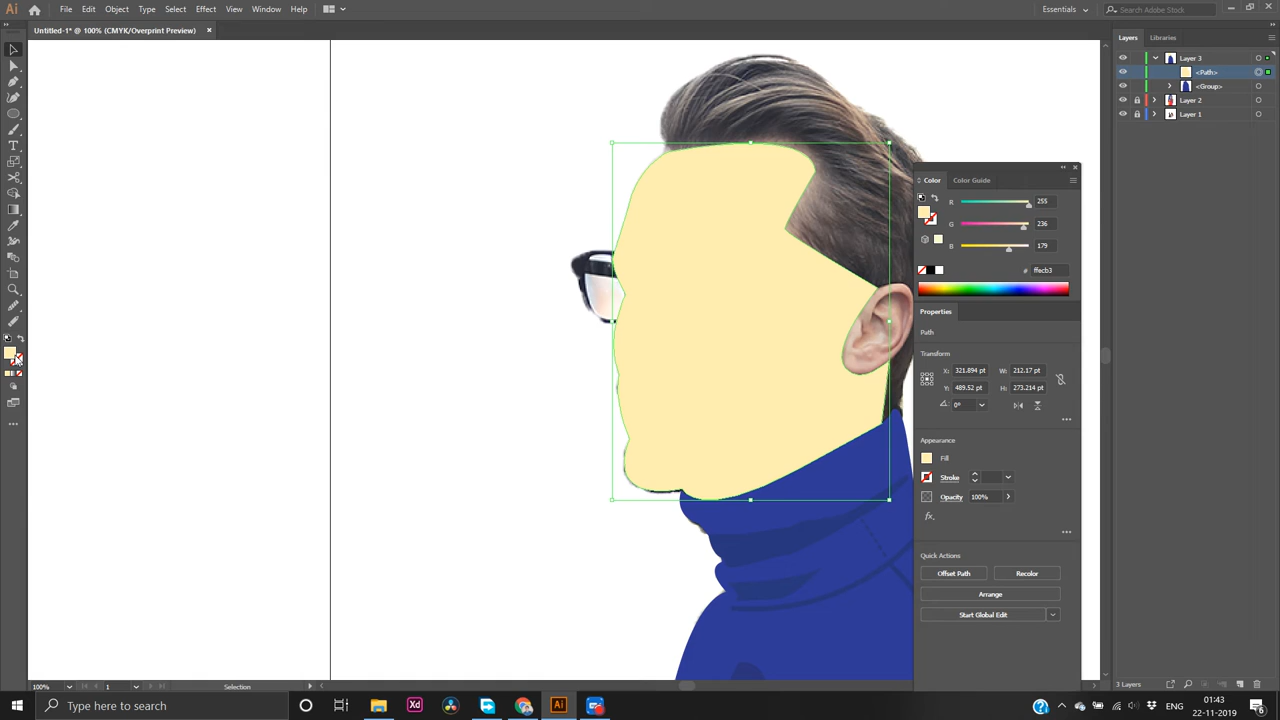 Ai File Edit Object Type Select Effect View Window Help Essentials Search Adobe Stock
Untitled-1* @ 100% (CMYK/Overprint Preview) ×
Layers Libraries
Layer 3
<Path>
<Group>
Layer 2
Layer 1
Color Color Guide
R 255
G 236
B 179
# ffecb3
Properties
Path
Transform
X: 321.894 pt W: 212.17 pt
Y: 489.52 pt H: 273.214 pt
0°
Appearance
Fill
Stroke
Opacity 100%
fx.
Quick Actions
Offset Path Recolor
Arrange
Start Global Edit
100% 1 Selection 3 Layers
Type here to search Xd Ai 01:43
22-11-2019